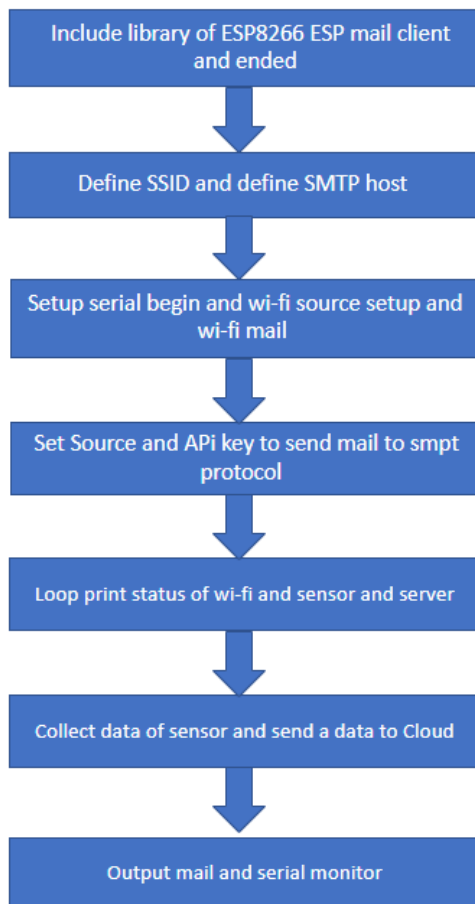 Include library of ESP8266 ESP mail client
and ended
Define SSID and define SMTP host
Setup serial begin and wi-fi source setup and
wi-fi mail
Set Source and APi key to send mail to smpt
protocol
Loop print status of wi-fi and sensor and server
Collect data of sensor and send a data to Cloud
Output mail and serial monitor